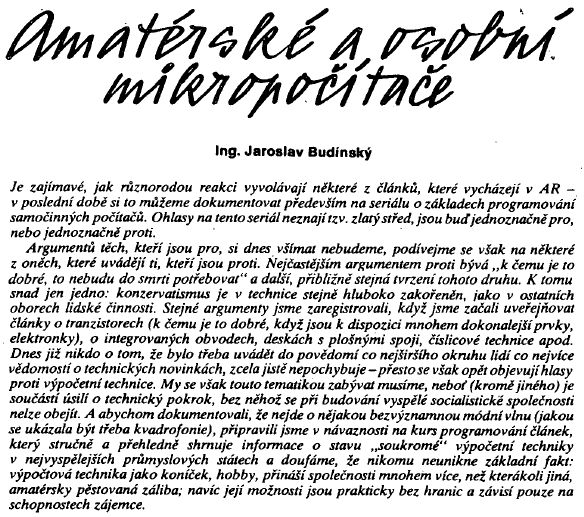 Amatérské a osobní
mikropočítače
Ing. Jaroslav Budínský
Je zajímavé, jak různorodou reakci vyvolávají některé z článků, které vycházejí v AR –
v poslední době si to můžeme dokumentovat především na seriálu o základech programování
samočinných počítačů. Ohlasy na tento seriál neznají tzv. zlatý střed, jsou buď jednoznačně pro,
nebo jednoznačně proti.
Argumentů těch, kteří jsou pro, si dnes všímat nebudeme, podívejme se však na některé
z oněch, které uvádějí ti, kteří jsou proti. Nejčastějším argumentem proti bývá „k čemu je to
dobré, to nebudu do smrti potřebovat“ a další, přibližně stejná tvrzení tohoto druhu. K tomu
snad jen jedno: konzervatismus je v technice stejně hluboko zakořeněn, jako v ostatních
oborech lidské činnosti. Stejné argumenty jsme zaregistrovali, když jsme začali uveřejňovat
články o tranzistorech (k čemu je to dobré, když jsou k dispozici mnohem dokonalejší prvky,
elektronky), o integrovaných obvodech, deskách s plošnými spoji, číslicové technice apod.
Dnes již nikdo o tom, že bylo třeba uvádět do povědomí co nejširšího okruhu lidí co nejvíce
vědomostí o technických novinkách, zcela jistě nepochybuje – přesto se však opět objevují hlasy
proti výpočetní technice. My se však touto tematikou zabývat musíme, neboť (kromě jiného) je
součástí úsilí o technický pokrok, bez něhož se při budování vyspělé socialistické společnosti
nelze obejít. A abychom dokumentovali, že nejde o nějakou bezvýznamnou módní vlnu (jakou
se ukázala být třeba kvadrofonie), připravili jsme v návaznosti na kurs programování článek,
který stručně a přehledně shrnuje informace o stavu „soukromé“ výpočetní techniky
v nejvyspělejších průmyslových státech a doufáme, že nikomu neunikne základní fakt:
výpočtová technika jako koníček, hobby, přináší společnosti mnohem více, než kterákoli jiná,
amatérsky pěstovaná záliba; navíc její možnosti jsou prakticky bez hranic a závisí pouze na
schopnostech zájemce.